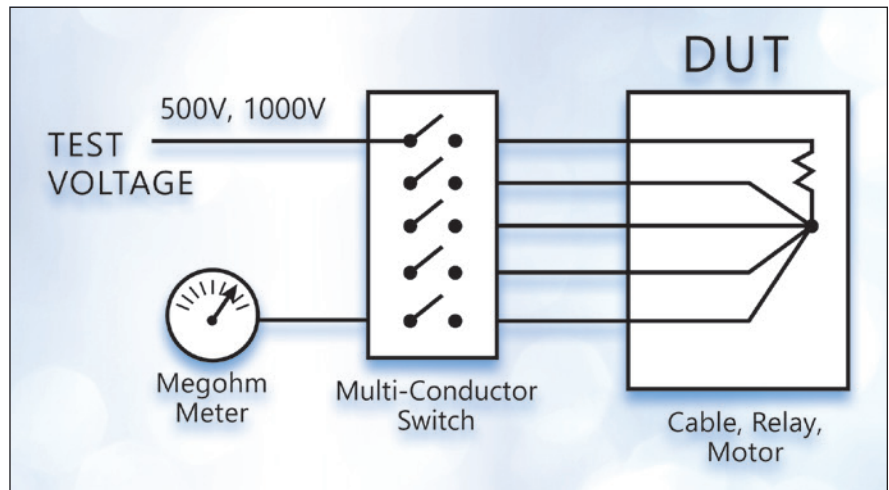 DUT
500V, 1000V
TEST
VOLTAGE
Megohm
Meter
Multi-Conductor
Switch
Cable, Relay,
Motor